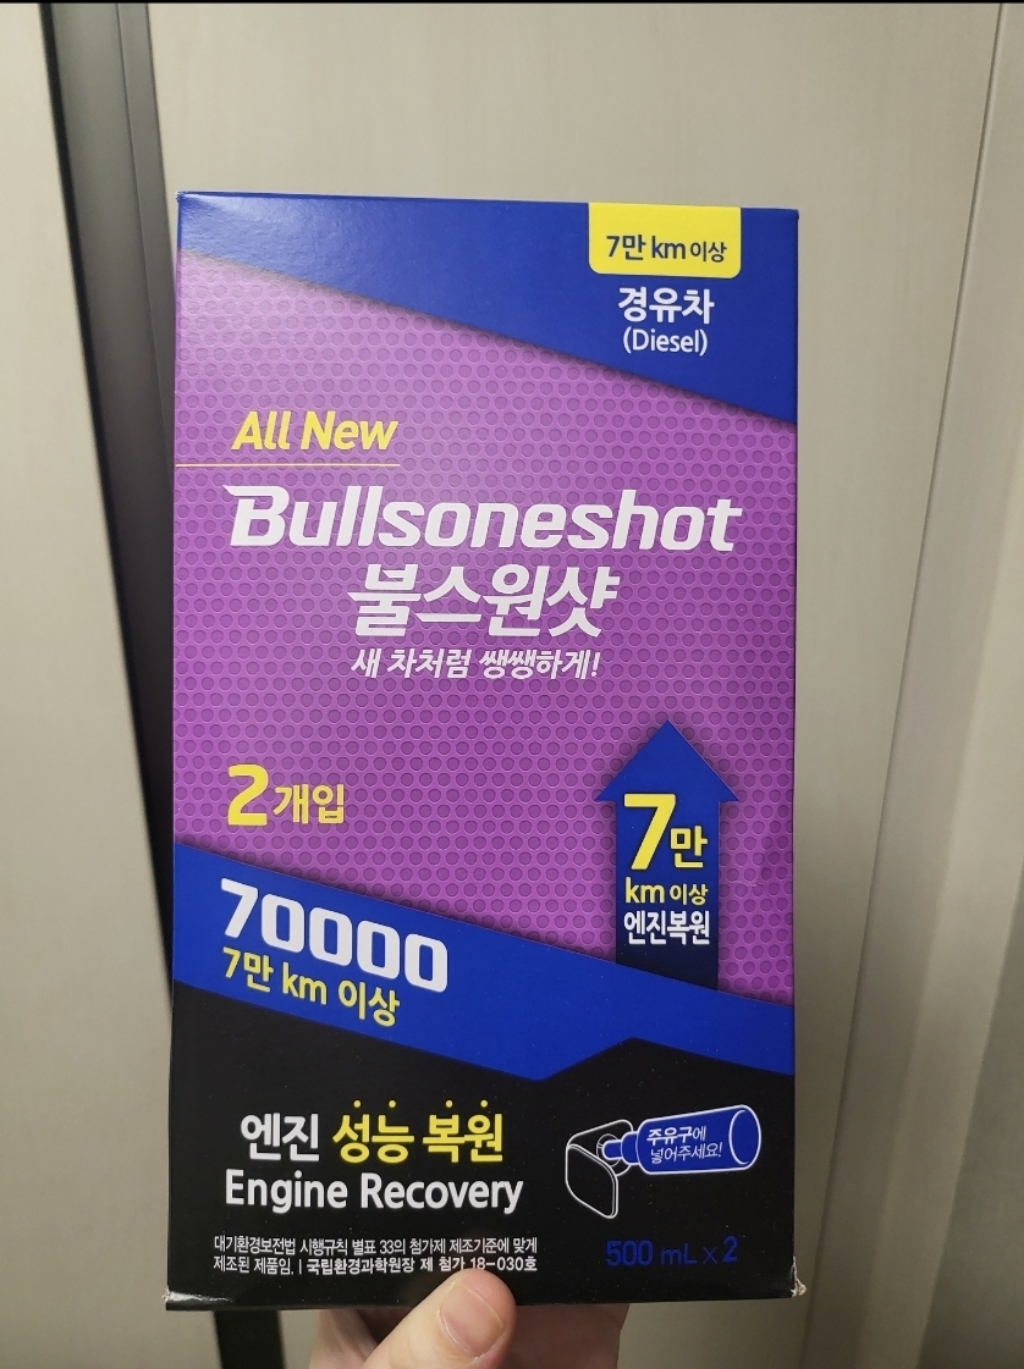 7만 km 이상
경유차
(Diesel)
All New
Bullsoneshot
불스원샷
새 차처럼 쌩쌩하게!
2개입
7만
km 이상
엔진복원
70000
7만 km 이상
엔진 성능 복원
Engine Recovery
주유구에
넣어주세요!
대기환경보전법 시행규칙 별표 33의 첨가제 제조기준에 맞게
제조된 제품임. | 국립환경과학원장 제 첨가 18-030호
500 mL x 2